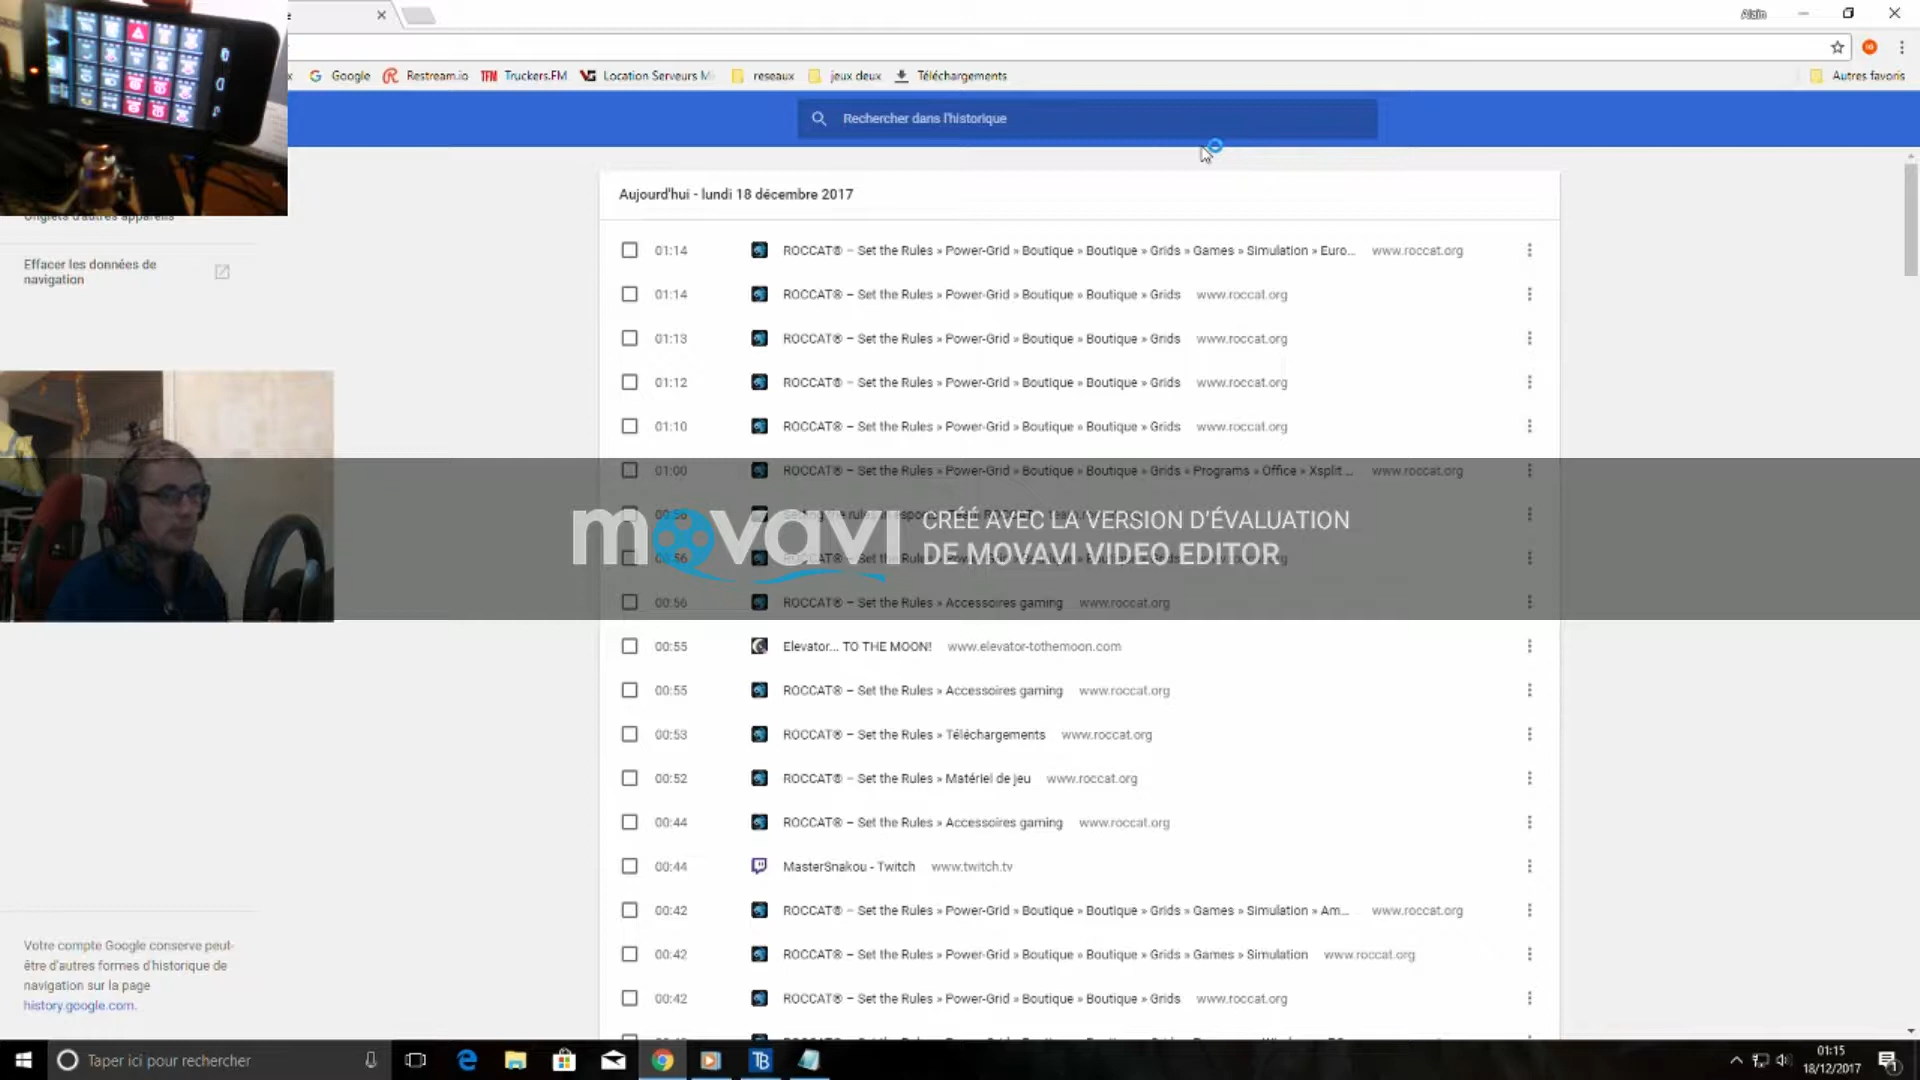 Alain
Google
Restream.io
TFM Truckers.FM
VG Location Serveurs M
reseaux
jeux deux
Téléchargements
Autres favoris
Rechercher dans l'historique
Onglets d'autres appareils
Effacer les données de
navigation
Aujourd'hui - lundi 18 décembre 2017
01:14 ROCCAT® – Set the Rules » Power-Grid » Boutique » Boutique » Grids » Games » Simulation » Euro... www.roccat.org
01:14 ROCCAT® – Set the Rules » Power-Grid » Boutique » Boutique » Grids www.roccat.org
01:13 ROCCAT® – Set the Rules » Power-Grid » Boutique » Boutique » Grids www.roccat.org
01:12 ROCCAT® – Set the Rules » Power-Grid » Boutique » Boutique » Grids www.roccat.org
01:10 ROCCAT® – Set the Rules » Power-Grid » Boutique » Boutique » Grids www.roccat.org
01:00 ROCCAT® – Set the Rules » Power-Grid » Boutique » Boutique » Grids » Programs » Office » Xsplit ... www.roccat.org
00:56
movavi
CRÉÉ AVEC LA VERSION D'ÉVALUATION
DE MOVAVI VIDEO EDITOR
00:56
00:56 ROCCAT® – Set the Rules » Accessoires gaming www.roccat.org
00:55 Elevator... TO THE MOON! www.elevator-tothemoon.com
00:55 ROCCAT® – Set the Rules » Accessoires gaming www.roccat.org
00:53 ROCCAT® – Set the Rules » Téléchargements www.roccat.org
00:52 ROCCAT® – Set the Rules » Matériel de jeu www.roccat.org
00:44 ROCCAT® – Set the Rules » Accessoires gaming www.roccat.org
00:44 MasterSnakou - Twitch www.twitch.tv
00:42 ROCCAT® – Set the Rules » Power-Grid » Boutique » Boutique » Grids » Games » Simulation » Am... www.roccat.org
00:42 ROCCAT® – Set the Rules » Power-Grid » Boutique » Boutique » Grids » Games » Simulation www.roccat.org
00:42 ROCCAT® – Set the Rules » Power-Grid » Boutique » Boutique » Grids www.roccat.org
Votre compte Google conserve peut-
être d'autres formes d'historique de
navigation sur la page
history.google.com.
Taper ici pour rechercher
TB
01:15
18/12/2017
1